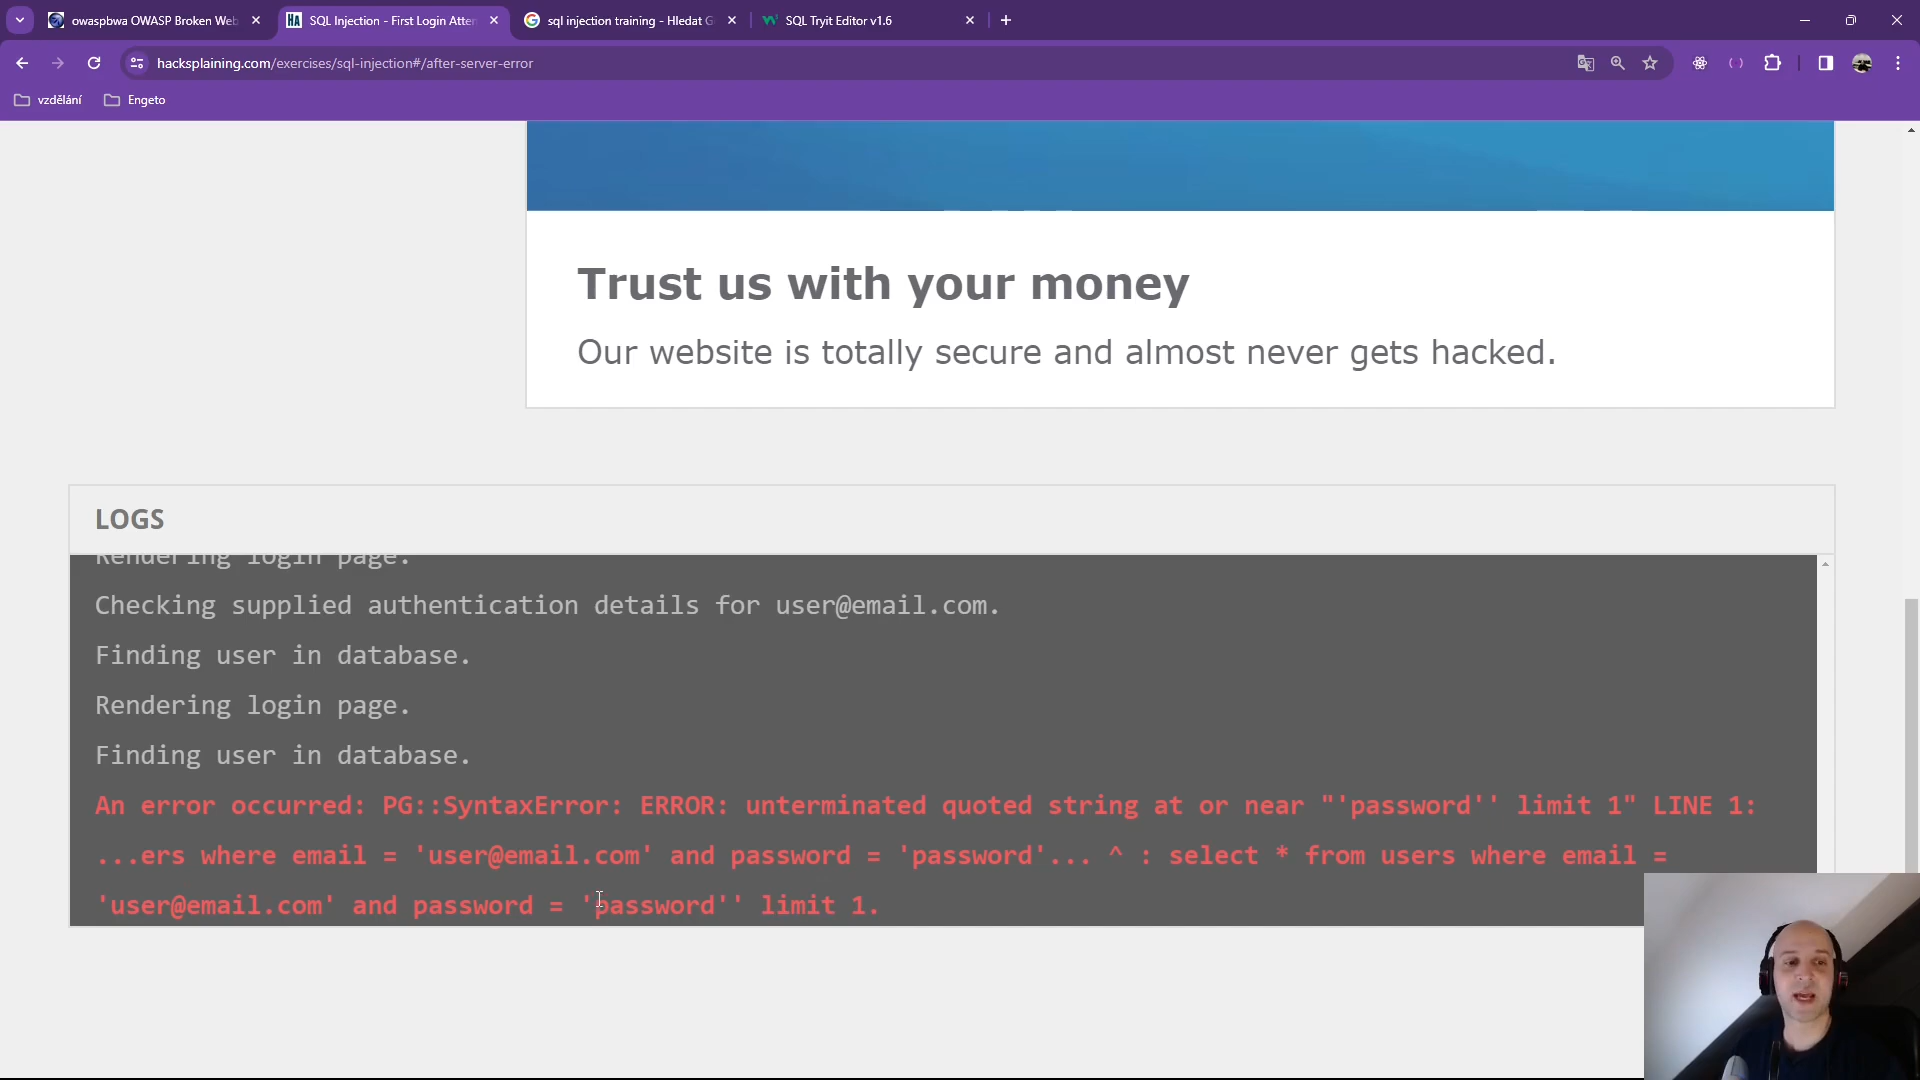 owaspbwa OWASP Broken Web
SQL Injection - First Login Atter
sql injection training - Hledat G
SQL Tryit Editor v1.6
hacksplaining.com/exercises/sql-injection#/after-server-error
vzdělání
Engeto
Trust us with your money
Our website is totally secure and almost never gets hacked.
LOGS
Rendering login page.
Checking supplied authentication details for user@email.com.
Finding user in database.
Rendering login page.
Finding user in database.
An error occurred: PG::SyntaxError: ERROR: unterminated quoted string at or near "'password'' limit 1" LINE 1:
...ers where email = 'user@email.com' and password = 'password'... ^ : select * from users where email =
'user@email.com' and password = 'password'' limit 1.